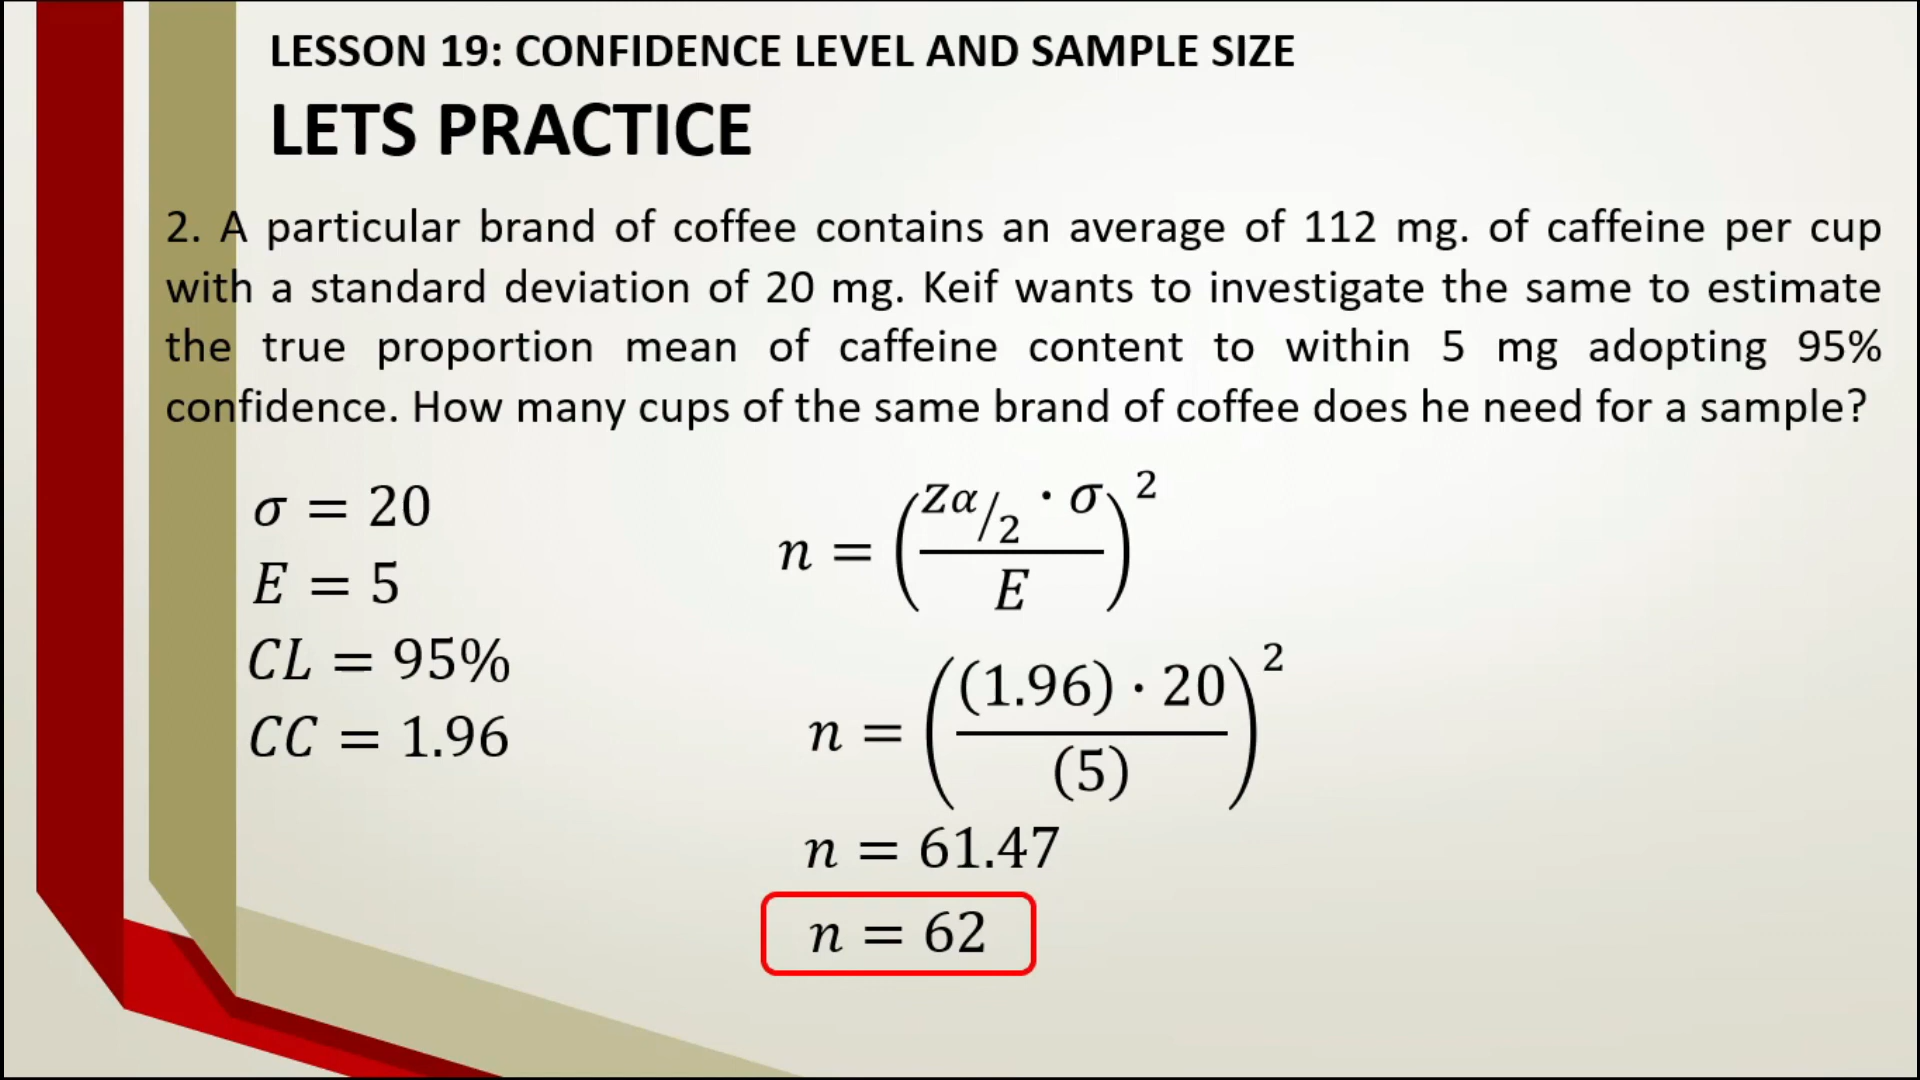 LESSON 19: CONFIDENCE LEVEL AND SAMPLE SIZE
LETS PRACTICE
2. A particular brand of coffee contains an average of 112 mg. of caffeine per cup
with a standard deviation of 20 mg. Keif wants to investigate the same to estimate
the true proportion mean of caffeine content to within 5 mg adopting 95%
confidence. How many cups of the same brand of coffee does he need for a sample?
σ = 20
E = 5
CL = 95%
CC = 1.96
n = (Zα/2 · σ / E)²
n = ((1.96) · 20 / (5))²
n = 61.47
n = 62